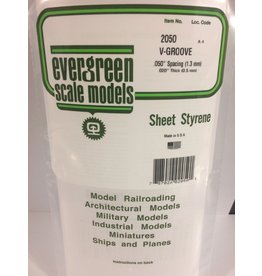 Item No. Loc. Code
2050 A-4
V-GROOVE
.050" Spacing (1.3 mm)
.020" Thick (0.5 mm)
evergreen
scale models
Sheet Styrene
Made in U.S.A.
Model Railroading
Architectural Models
Military Models
Industrial Models
Miniatures
Ships and Planes
Instructions on back